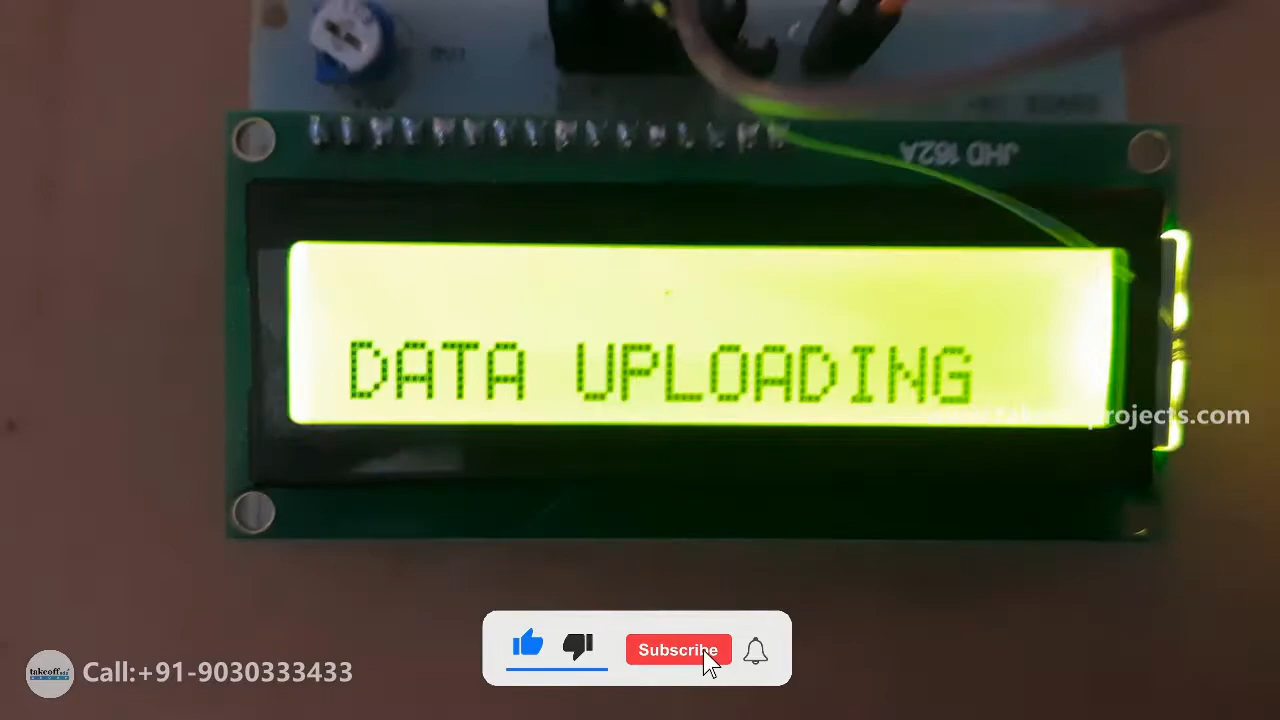 JHD 162A
DATA UPLOADING
projects.com
Subscribe
takeoff
Call:+91-9030333433